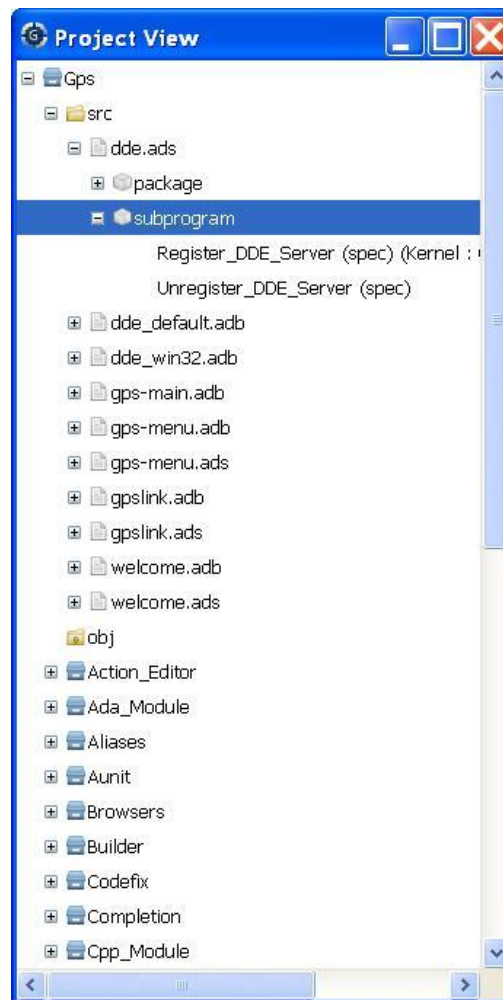 Project View
Gps
src
dde.ads
package
subprogram
Register_DDE_Server (spec) (Kernel :
Unregister_DDE_Server (spec)
dde_default.adb
dde_win32.adb
gps-main.adb
gps-menu.adb
gps-menu.ads
gpslink.adb
gpslink.ads
welcome.adb
welcome.ads
obj
Action_Editor
Ada_Module
Aliases
Aunit
Browsers
Builder
Codefix
Completion
Cpp_Module